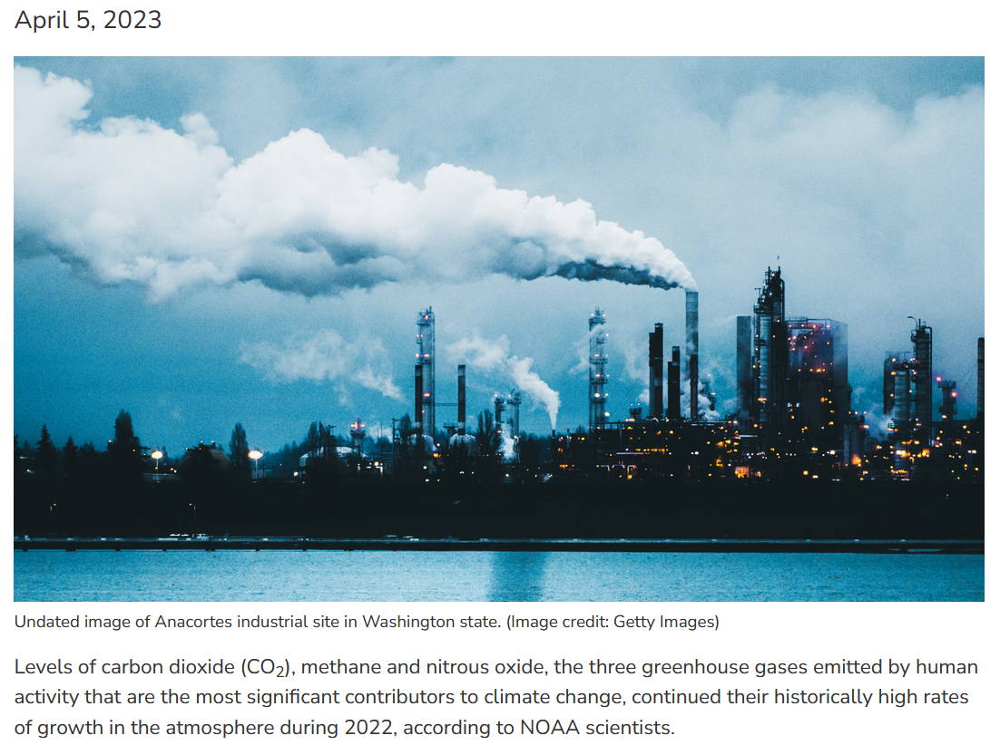 April 5, 2023
Undated image of Anacortes industrial site in Washington state. (Image credit: Getty Images)
Levels of carbon dioxide (CO₂), methane and nitrous oxide, the three greenhouse gases emitted by human
activity that are the most significant contributors to climate change, continued their historically high rates
of growth in the atmosphere during 2022, according to NOAA scientists.